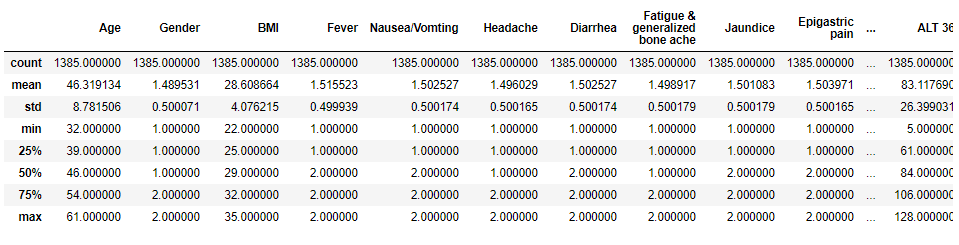 Age Gender BMI Fever Nausea/Vomting Headache Diarrhea Fatigue & generalized bone ache Jaundice Epigastric pain ... ALT 36
count 1385.000000 1385.000000 1385.000000 1385.000000 1385.000000 1385.000000 1385.000000 1385.000000 1385.000000 1385.000000 ... 1385.000000
mean 46.319134 1.489531 28.608664 1.515523 1.502527 1.496029 1.502527 1.498917 1.501083 1.503971 ... 83.117690
std 8.781506 0.500071 4.076215 0.499939 0.500174 0.500165 0.500174 0.500179 0.500179 0.500165 ... 26.399031
min 32.000000 1.000000 22.000000 1.000000 1.000000 1.000000 1.000000 1.000000 1.000000 1.000000 ... 5.000000
25% 39.000000 1.000000 25.000000 1.000000 1.000000 1.000000 1.000000 1.000000 1.000000 1.000000 ... 61.000000
50% 46.000000 1.000000 29.000000 2.000000 2.000000 1.000000 2.000000 1.000000 2.000000 2.000000 ... 84.000000
75% 54.000000 2.000000 32.000000 2.000000 2.000000 2.000000 2.000000 2.000000 2.000000 2.000000 ... 106.000000
max 61.000000 2.000000 35.000000 2.000000 2.000000 2.000000 2.000000 2.000000 2.000000 2.000000 ... 128.000000